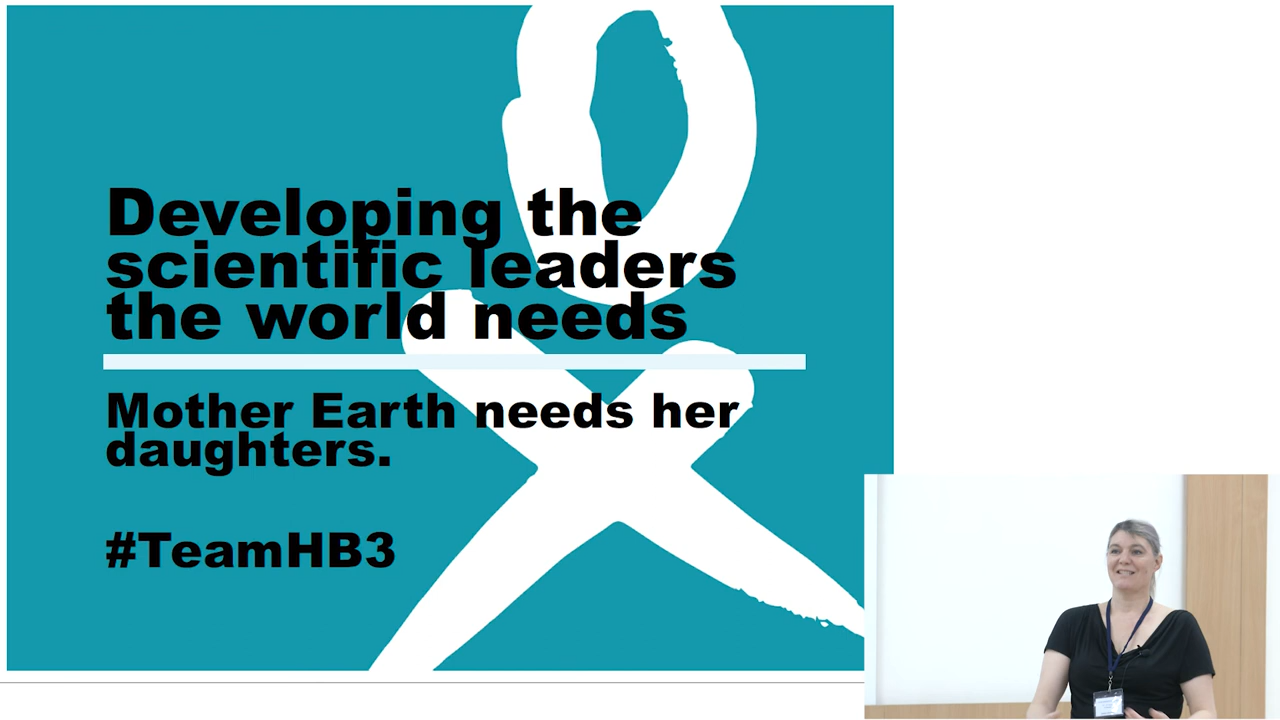 Developing the
scientific leaders
the world needs
Mother Earth needs her
daughters.
#TeamHB3